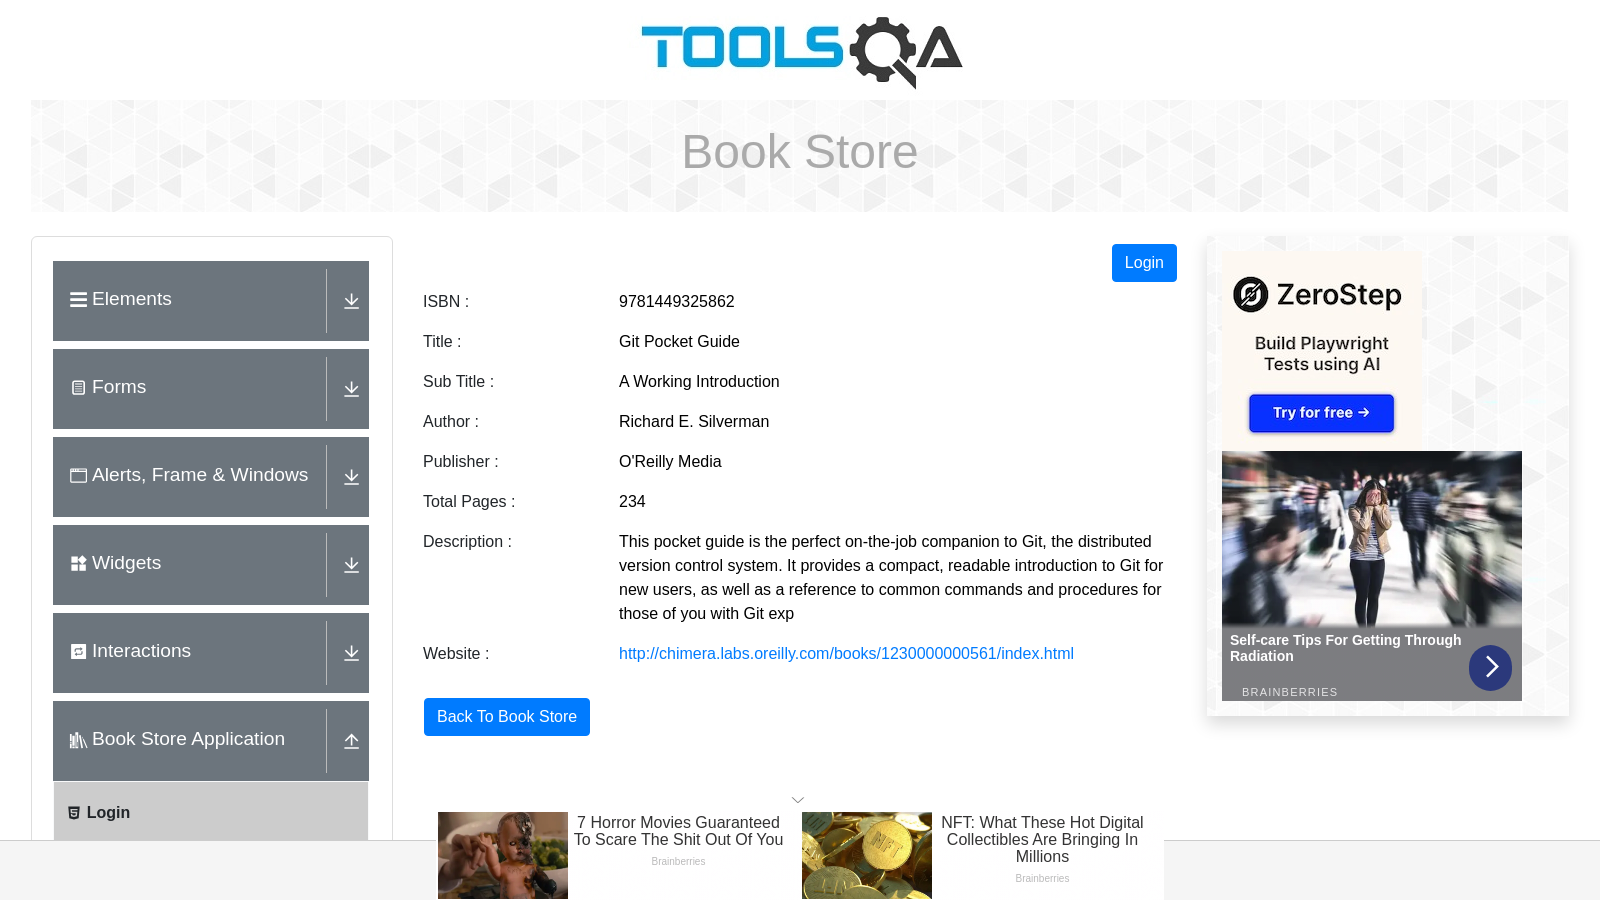 TOOLSQA
Book Store
Elements
Forms
Alerts, Frame & Windows
Widgets
Interactions
Book Store Application
Login
Login
ISBN :
9781449325862
Title :
Git Pocket Guide
Sub Title :
A Working Introduction
Author :
Richard E. Silverman
Publisher :
O'Reilly Media
Total Pages :
234
Description :
This pocket guide is the perfect on-the-job companion to Git, the distributed
version control system. It provides a compact, readable introduction to Git for
new users, as well as a reference to common commands and procedures for
those of you with Git exp
Website :
http://chimera.labs.oreilly.com/books/1230000000561/index.html
Back To Book Store
ZeroStep
Build Playwright
Tests using AI
Try for free →
Self-care Tips For Getting Through
Radiation
BRAINBERRIES
7 Horror Movies Guaranteed
To Scare The Shit Out Of You
Brainberries
NFT
NFT: What These Hot Digital
Collectibles Are Bringing In
Millions
Brainberries